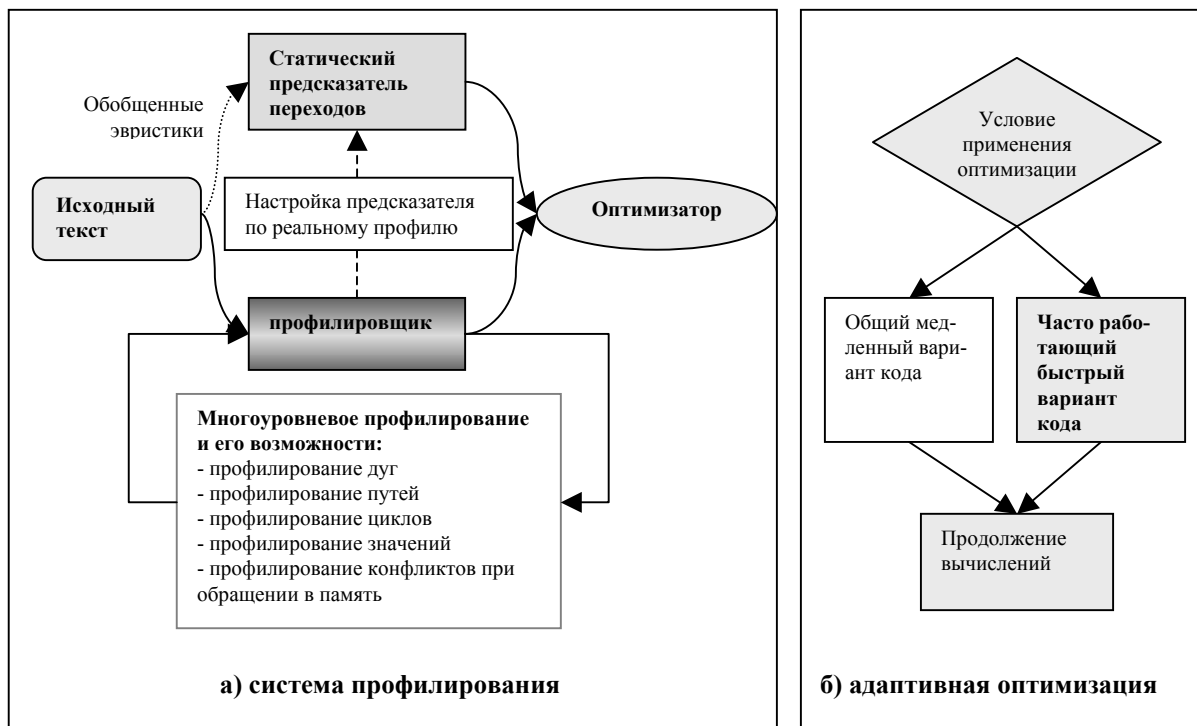 Статический
предсказатель
переходов
Обобщенные
эвристики
Исходный
текст
Настройка предсказателя
по реальному профилю
Оптимизатор
профилировщик
Многоуровневое профилирование
и его возможности:
- профилирование дуг
- профилирование путей
- профилирование циклов
- профилирование значений
- профилирование конфликтов при
обращении в память
а) система профилирования
Условие
применения
оптимизации
Общий мед-
ленный вари-
ант кода
Часто рабо-
тающий
быстрый
вариант
кода
Продолжение
вычислений
б) адаптивная оптимизация